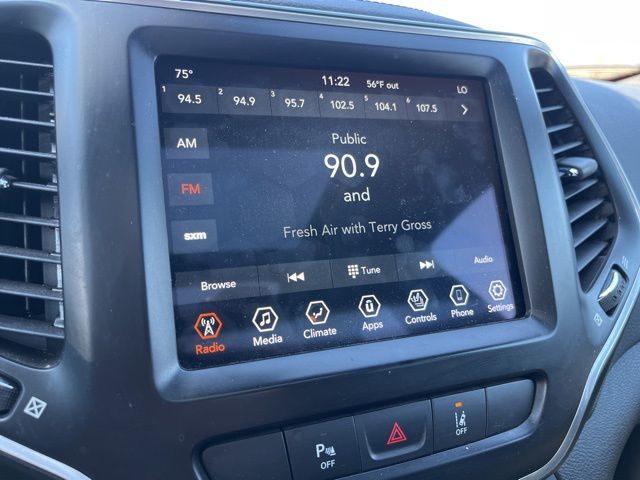 75° 11:22 56°F out LO
1 94.5 2 94.9 3 95.7 4 102.5 5 104.1 6 107.5
AM
Public
90.9
FM
and
sxm
Fresh Air with Terry Gross
Browse Tune Audio
Radio Media Climate Apps Controls Phone Settings
P OFF
OFF